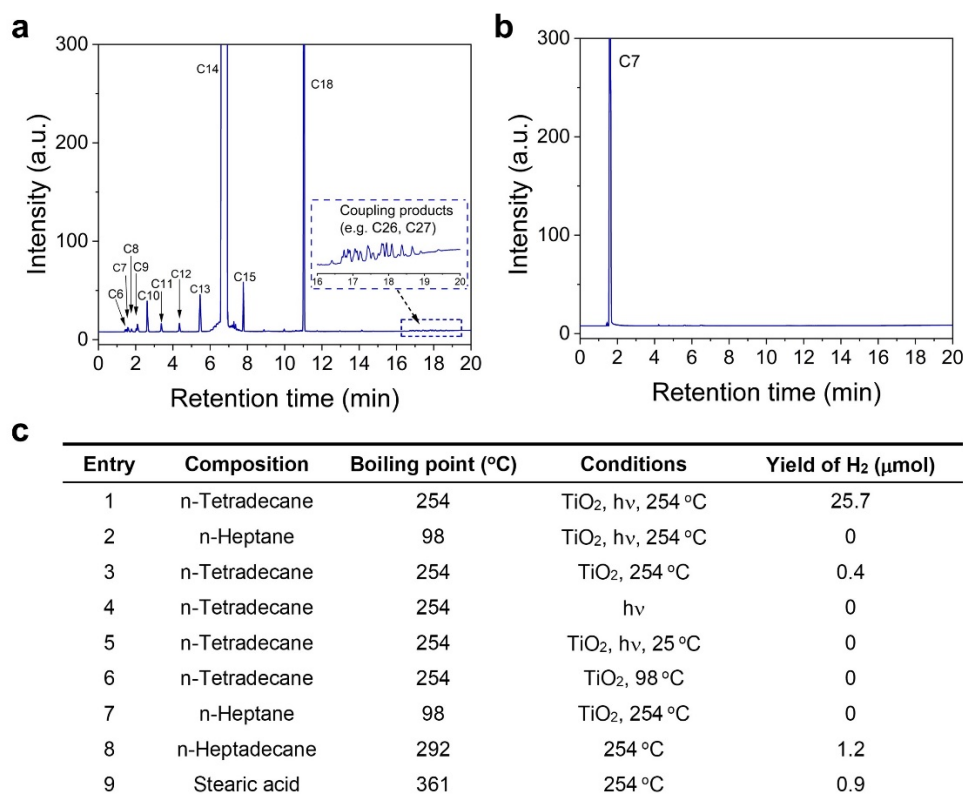 a
300
200
100
0
Intensity (a.u.)
C14
C18
C8
C7
C9
C6
C10
C11
C12
C13
C15
Coupling products
(e.g. C26, C27)
16 17 18 19 20
0 2 4 6 8 10 12 14 16 18 20
Retention time (min)
b
300
200
100
0
Intensity (a.u.)
C7
0 2 4 6 8 10 12 14 16 18 20
Retention time (min)
c
Entry Composition Boiling point (°C) Conditions Yield of H₂ (μmol)
1 n-Tetradecane 254 TiO₂, hν, 254 °C 25.7
2 n-Heptane 98 TiO₂, hν, 254 °C 0
3 n-Tetradecane 254 TiO₂, 254 °C 0.4
4 n-Tetradecane 254 hν 0
5 n-Tetradecane 254 TiO₂, hν, 25 °C 0
6 n-Tetradecane 254 TiO₂, 98 °C 0
7 n-Heptane 98 TiO₂, 254 °C 0
8 n-Heptadecane 292 254 °C 1.2
9 Stearic acid 361 254 °C 0.9